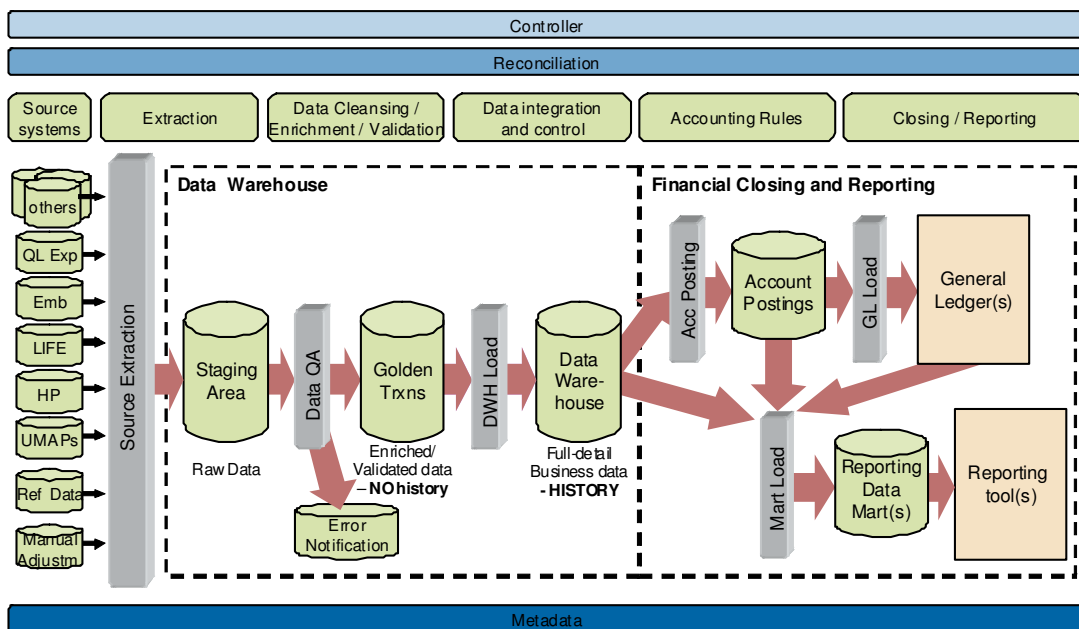 Controller
Reconciliation
Source
systems
Extraction
Data Cleansing /
Enrichment / Validation
Data integration
and control
Accounting Rules
Closing / Reporting
Data Warehouse
Financial Closing and Reporting
others
QL Exp
Emb
LIFE
HP
UMAPs
Ref Data
Manual
Adjustm.
Source Extraction
Staging
Area
Raw Data
Data QA
Golden
Trxns
Enriched/
Validated data
– NO history
Error
Notification
DWH Load
Data
Ware-
house
Full-detail
Business data
- HISTORY
Acc Posting
Account
Postings
GL Load
General
Ledger(s)
Mart Load
Reporting
Data
Mart(s)
Reporting
tool(s)
Metadata